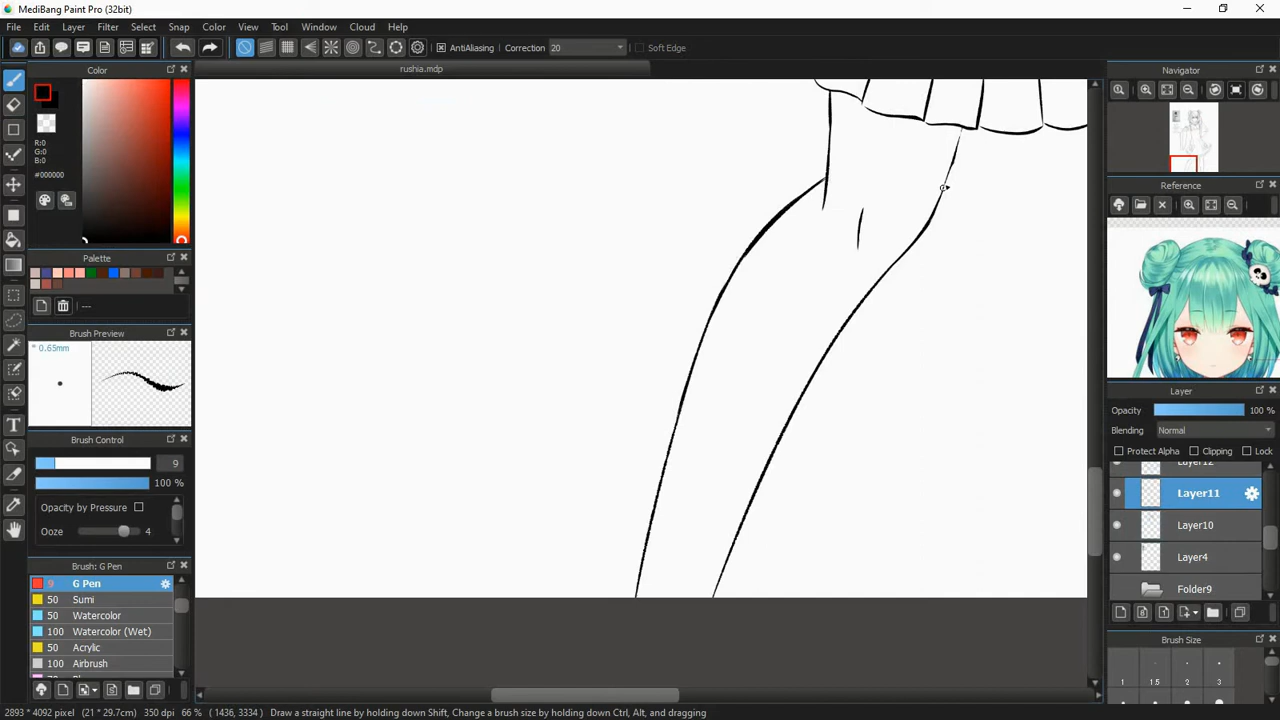 MediBang Paint Pro (32bit)
File Edit Layer Filter Select Snap Color View Tool Window Cloud Help
AntiAliasing Correction 20 Soft Edge
rushia.mdp
Color
R:0
G:0
B:0
#000000
Palette
---
Brush Preview
* 0.65mm
Brush Control
9
100 %
Opacity by Pressure
Ooze 4
Brush: G Pen
9 G Pen
50 Sumi
50 Watercolor
100 Watercolor (Wet)
50 Acrylic
100 Airbrush
Navigator
Reference
Layer
Opacity 100 %
Blending Normal
Protect Alpha Clipping Lock
Layer12
Layer11
Layer10
Layer4
Folder9
Brush Size
1 1.5 2 3
2893 * 4092 pixel (21 * 29.7cm) 350 dpi 66 % ( 1436, 3334 ) Draw a straight line by holding down Shift, Change a brush size by holding down Ctrl, Alt, and dragging